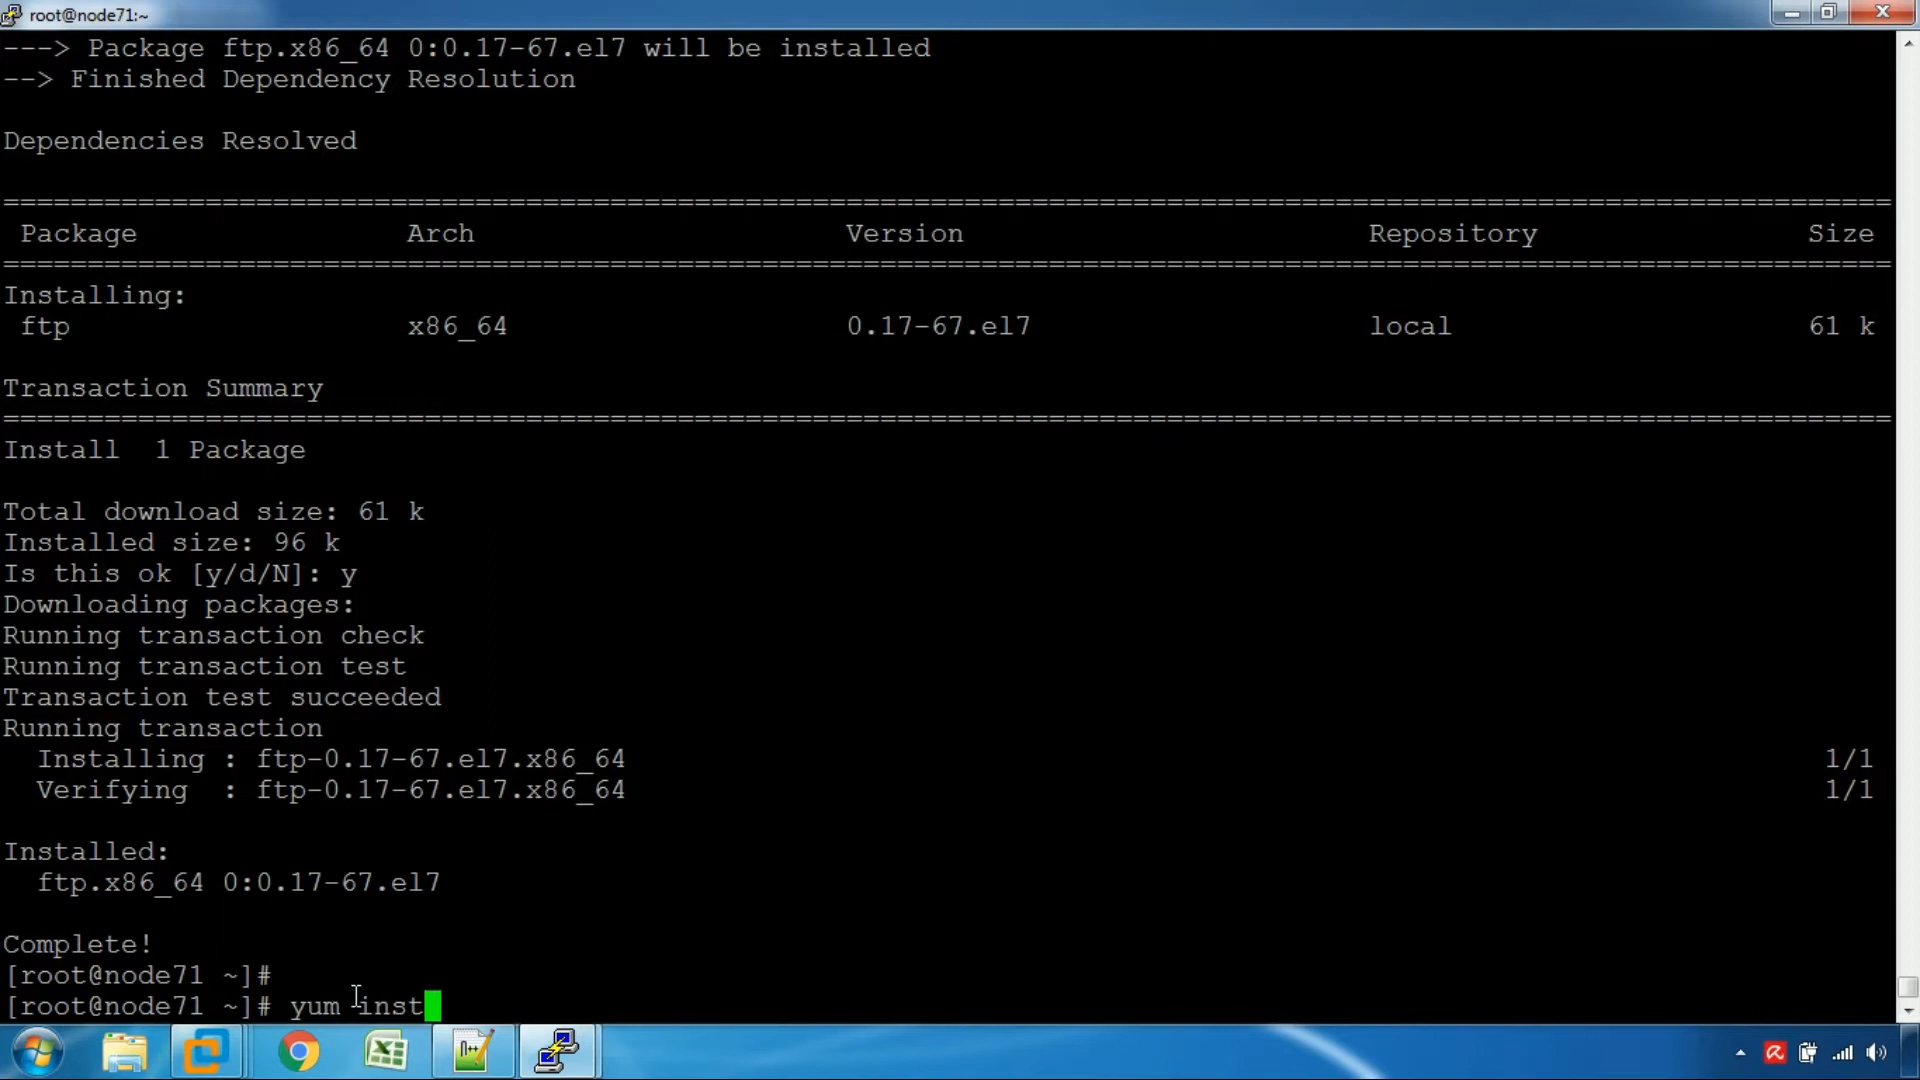 root@node71:~
---> Package ftp.x86_64 0:0.17-67.el7 will be installed
--> Finished Dependency Resolution
Dependencies Resolved
================================================================================================================
Package Arch Version Repository Size
================================================================================================================
Installing:
ftp x86_64 0.17-67.el7 local 61 k
Transaction Summary
================================================================================================================
Install  1 Package
Total download size: 61 k
Installed size: 96 k
Is this ok [y/d/N]: y
Downloading packages:
Running transaction check
Running transaction test
Transaction test succeeded
Running transaction
Installing : ftp-0.17-67.el7.x86_64 1/1
Verifying  : ftp-0.17-67.el7.x86_64 1/1
Installed:
ftp.x86_64 0:0.17-67.el7
Complete!
[root@node71 ~]#
[root@node71 ~]# yum inst